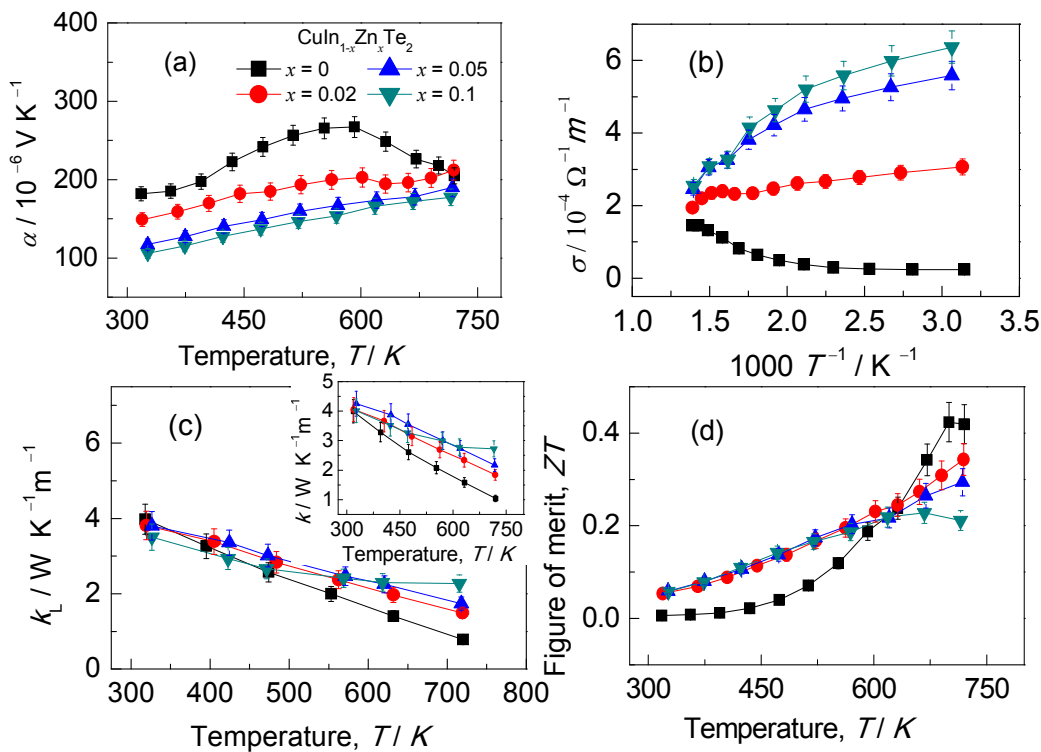 400
300
200
100
α / 10⁻⁶ V K⁻¹
(a)
CuIn₁₋ₓZnₓTe₂
x = 0
x = 0.05
x = 0.02
x = 0.1
300
450
600
750
Temperature, T / K
6
4
2
0
σ / 10⁻⁴ Ω⁻¹m⁻¹
(b)
1.0
1.5
2.0
2.5
3.0
3.5
1000 T⁻¹ / K⁻¹
6
4
2
0
k_L / W K⁻¹m⁻¹
(c)
5
4
3
2
1
k / W K⁻¹m⁻¹
300
450
600
750
Temperature, T / K
300
400
500
600
700
800
Temperature, T / K
0.4
0.2
0.0
Figure of merit, ZT
(d)
300
450
600
750
Temperature, T / K